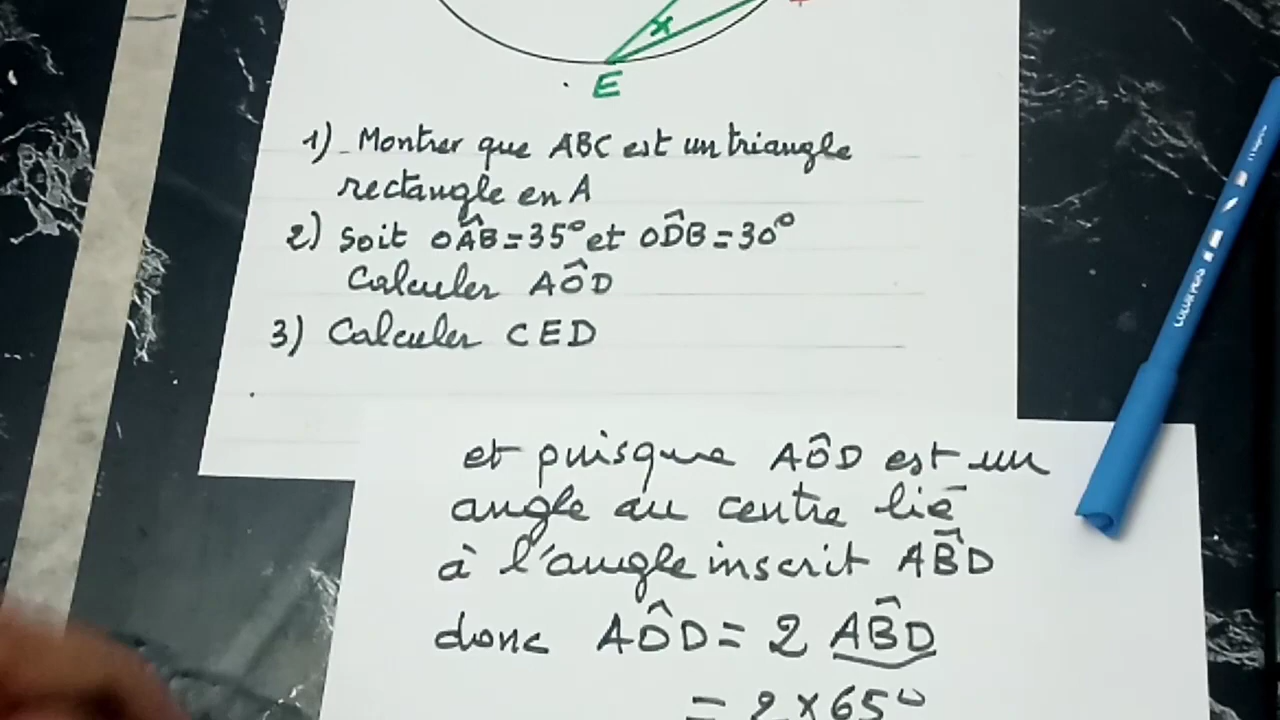 x
E
1) Montrer que ABC est un triangle
rectangle en A
2) Soit OÂB = 35° et OD̂B = 30°
Calculer AÔD
3) Calculer CED
et puisque AÔD est un
angle au centre lié
à l'angle inscrit AB̂D
donc AÔD = 2 AB̂D
= 2 x 65°